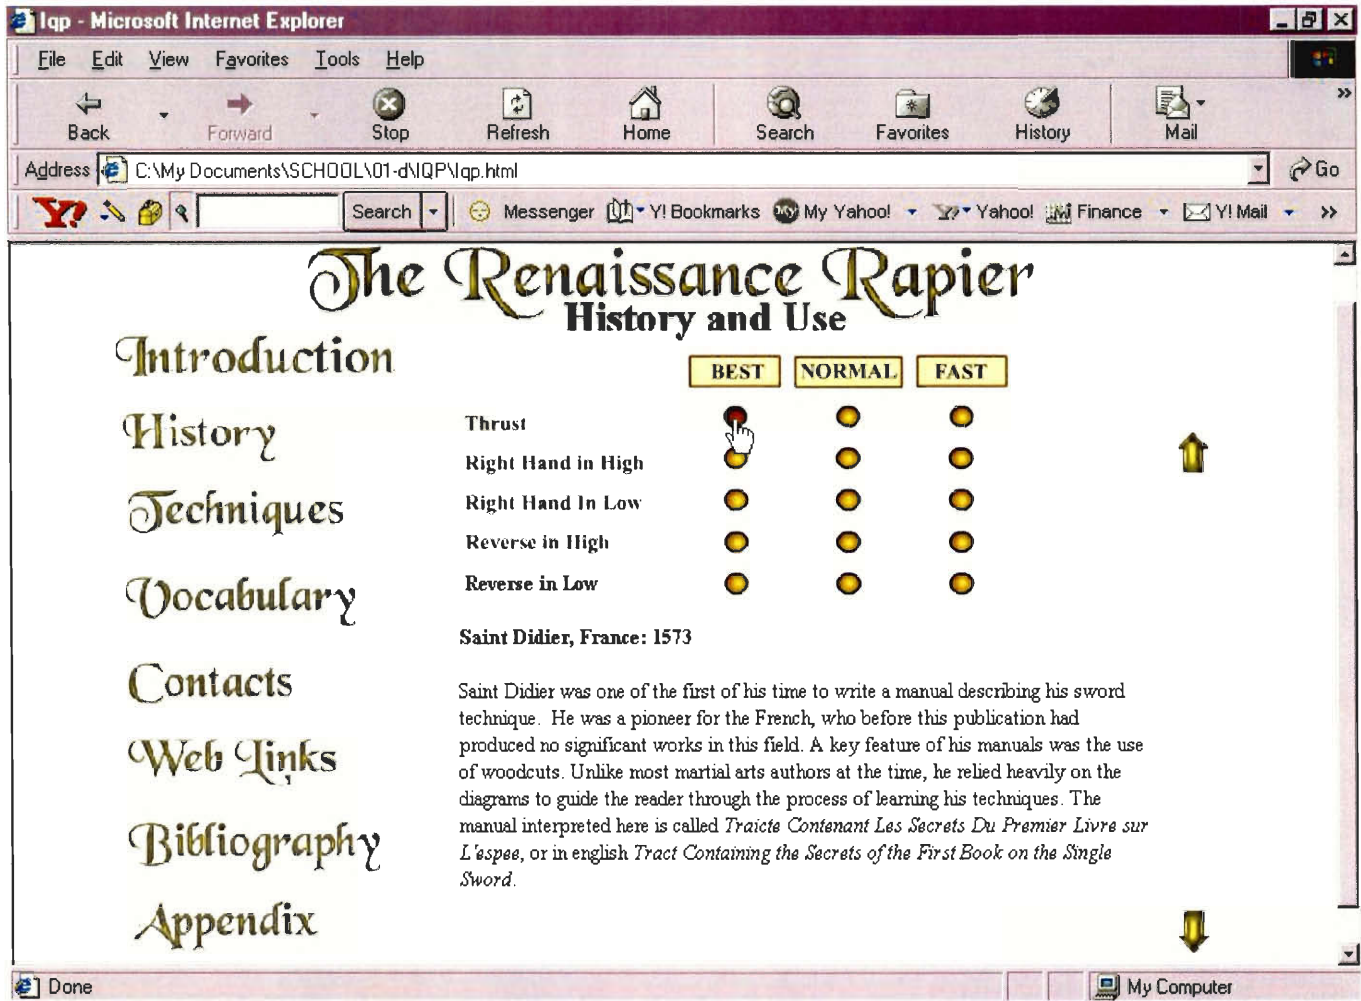 Iqp - Microsoft Internet Explorer
File Edit View Favorites Tools Help
Back Forward Stop Refresh Home Search Favorites History Mail
Address C:\My Documents\SCHOOL\01-d\IQP\Iqp.html Go
Y! Search Messenger Y! Bookmarks My Yahoo! Yahoo! Finance Y! Mail
The Renaissance Rapier
History and Use
Introduction
History
Techniques
Vocabulary
Contacts
Web Links
Bibliography
Appendix
BEST NORMAL FAST
Thrust
Right Hand in High
Right Hand In Low
Reverse in High
Reverse in Low
Saint Didier, France: 1573
Saint Didier was one of the first of his time to write a manual describing his sword
technique. He was a pioneer for the French, who before this publication had
produced no significant works in this field. A key feature of his manuals was the use
of woodcuts. Unlike most martial arts authors at the time, he relied heavily on the
diagrams to guide the reader through the process of learning his techniques. The
manual interpreted here is called Traicte Contenant Les Secrets Du Premier Livre sur
L'espee, or in english Tract Containing the Secrets of the First Book on the Single
Sword.
Done My Computer